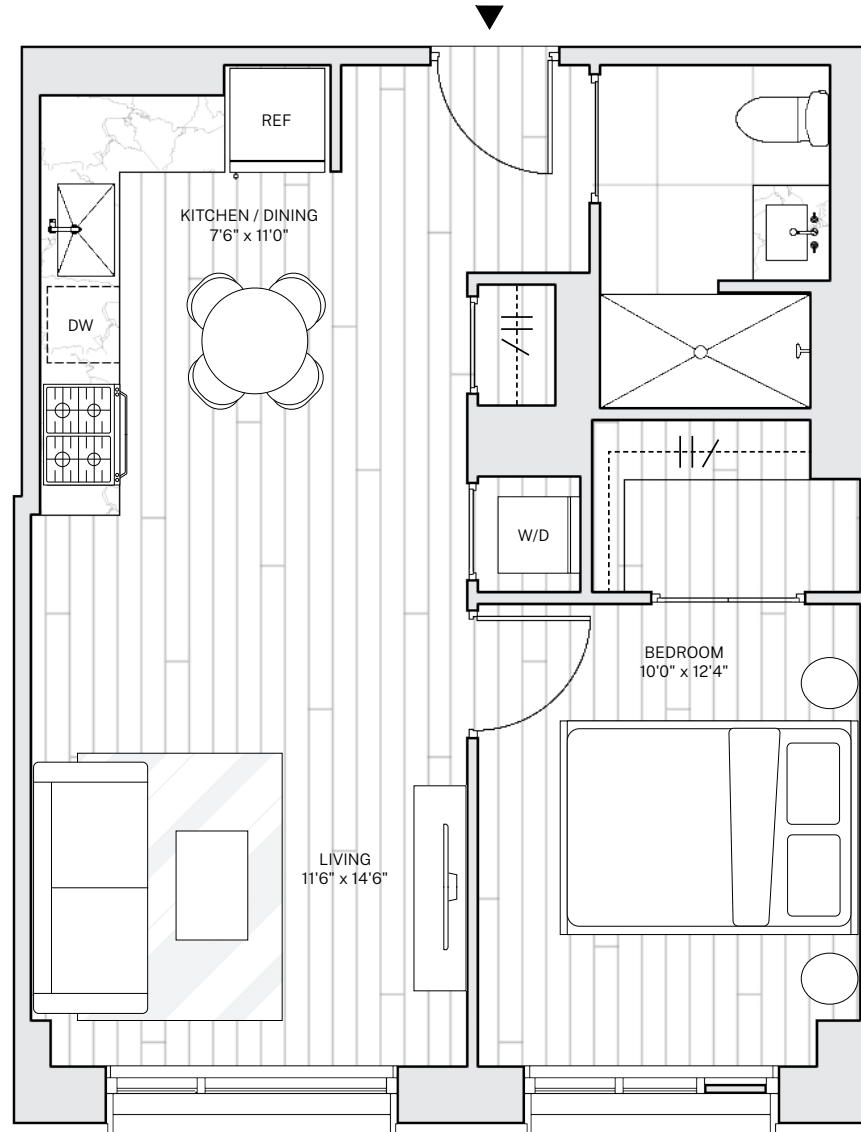 REF
KITCHEN / DINING
7'6" x 11'0"
DW
W/D
BEDROOM
10'0" x 12'4"
LIVING
11'6" x 14'6"